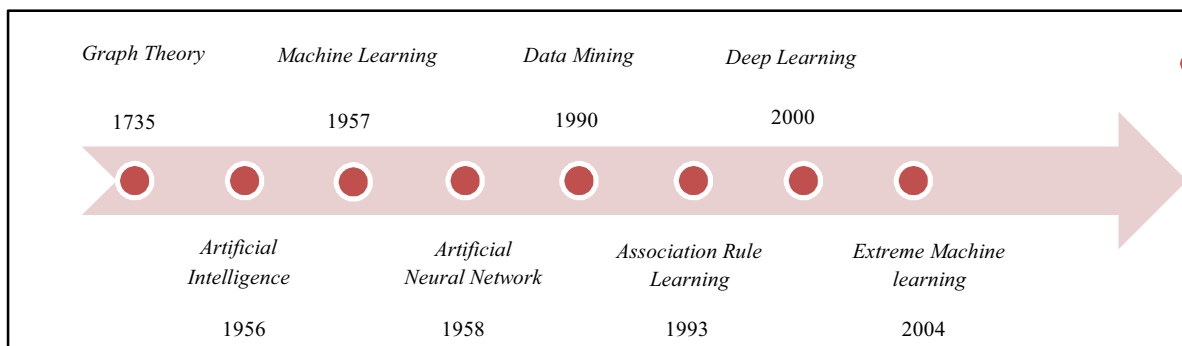 Graph Theory
Machine Learning
Data Mining
Deep Learning
1735
1957
1990
2000
Artificial
Intelligence
Artificial
Neural Network
Association Rule
Learning
Extreme Machine
learning
1956
1958
1993
2004